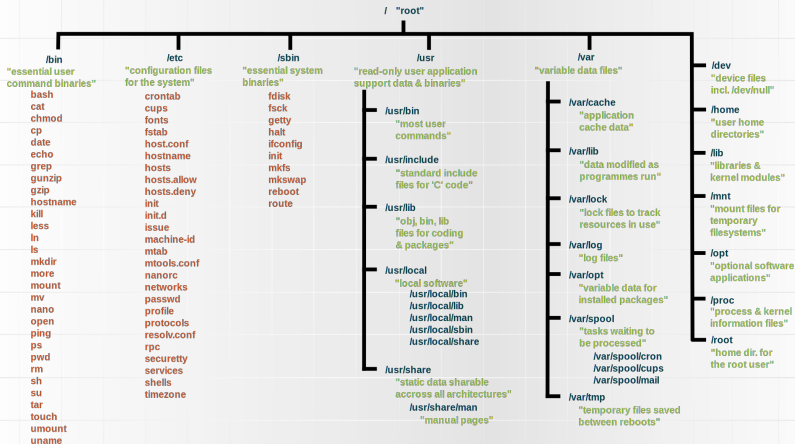 / "root"
/bin
"essential user
command binaries"
bash
cat
chmod
cp
date
echo
grep
gunzip
gzip
hostname
kill
less
ln
ls
mkdir
more
mount
mv
nano
open
ping
ps
pwd
rm
sh
su
tar
touch
umount
uname
/etc
"configuration files
for the system"
crontab
cups
fonts
fstab
host.conf
hostname
hosts
hosts.allow
hosts.deny
init
init.d
issue
machine-id
mtab
mtools.conf
nanorc
networks
passwd
profile
protocols
resolv.conf
rpc
securetty
services
shells
timezone
/sbin
"essential system
binaries"
fdisk
fsck
getty
halt
ifconfig
init
mkfs
mkswap
reboot
route
/usr
"read-only user application
support data & binaries"
/usr/bin
"most user
commands"
/usr/include
"standard include
files for 'C' code"
/usr/lib
"obj, bin, lib
files for coding
& packages"
/usr/local
"local software"
/usr/local/bin
/usr/local/lib
/usr/local/man
/usr/local/sbin
/usr/local/share
/usr/share
"static data sharable
accross all architectures"
/usr/share/man
"manual pages"
/var
"variable data files"
/var/cache
"application
cache data"
/var/lib
"data modified as
programmes run"
/var/lock
"lock files to track
resources in use"
/var/log
"log files"
/var/opt
"variable data for
installed packages"
/var/spool
"tasks waiting to
be processed"
/var/spool/cron
/var/spool/cups
/var/spool/mail
/var/tmp
"temporary files saved
between reboots"
/dev
"device files
incl. /dev/null"
/home
"user home
directories"
/lib
"libraries &
kernel modules"
/mnt
"mount files for
temporary
filesystems"
/opt
"optional software
applications"
/proc
"process & kernel
information files"
/root
"home dir. for
the root user"